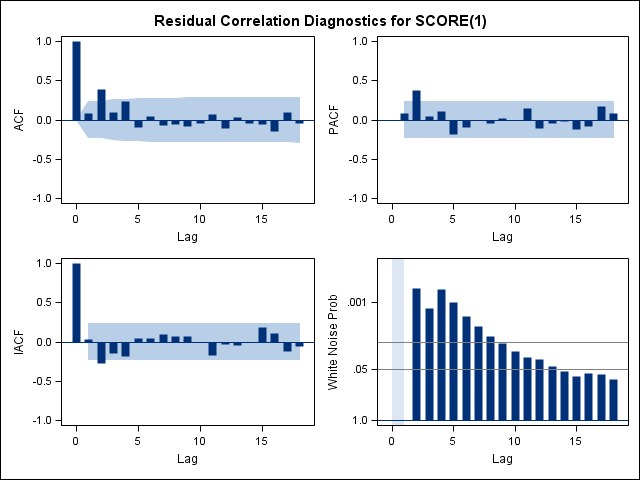 Residual Correlation Diagnostics for SCORE(1)
1.0
0.5
0.0
-0.5
-1.0
ACF
0 5 10 15
Lag
1.0
0.5
0.0
-0.5
-1.0
PACF
0 5 10 15
Lag
1.0
0.5
0.0
-0.5
-1.0
IACF
0 5 10 15
Lag
.001
.05
1.0
White Noise Prob
0 5 10 15
Lag